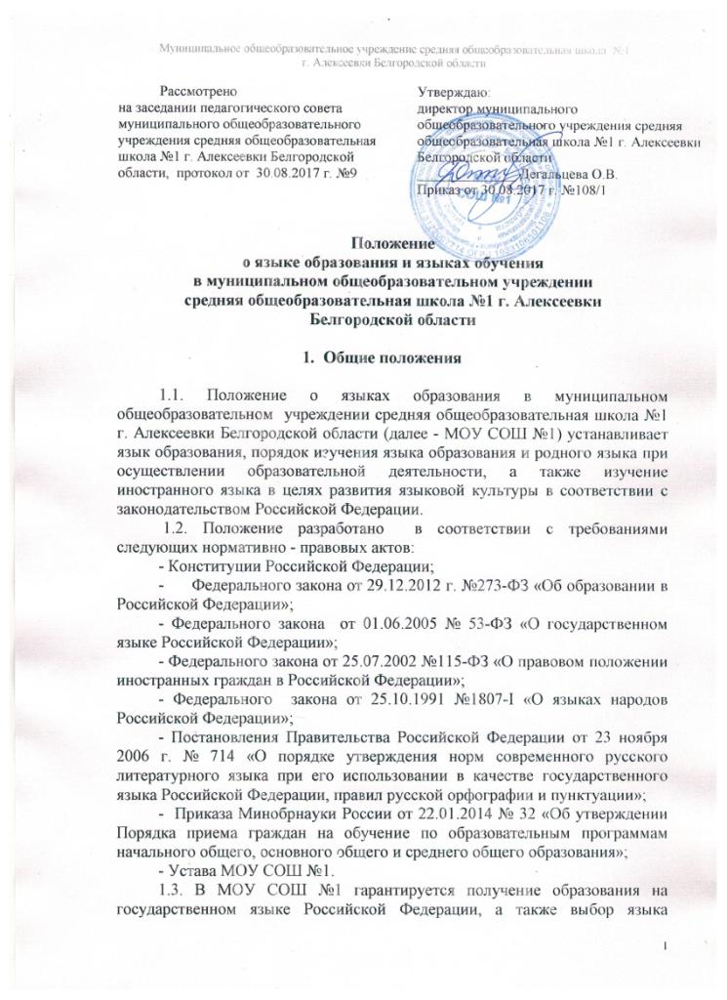 Муниципальное общеобразовательное учреждение средняя общеобразовательная школа №1
г. Алексеевки Белгородской области
Рассмотрено
на заседании педагогического совета
муниципального общеобразовательного
учреждения средняя общеобразовательная
школа №1 г. Алексеевки Белгородской
области, протокол от 30.08.2017 г. №9
Утверждаю:
директор муниципального
общеобразовательного учреждения средняя
общеобразовательная школа №1 г. Алексеевки
Белгородской области
Дегальцева О.В.
Приказ от 30.08.2017 г. №108/1
СОШ №1
Положение
о языке образования и языках обучения
в муниципальном общеобразовательном учреждении
средняя общеобразовательная школа №1 г. Алексеевки
Белгородской области
1. Общие положения
1.1. Положение о языках образования в муниципальном
общеобразовательном учреждении средняя общеобразовательная школа №1
г. Алексеевки Белгородской области (далее - МОУ СОШ №1) устанавливает
язык образования, порядок изучения языка образования и родного языка при
осуществлении образовательной деятельности, а также изучение
иностранного языка в целях развития языковой культуры в соответствии с
законодательством Российской Федерации.
1.2. Положение разработано в соответствии с требованиями
следующих нормативно - правовых актов:
- Конституции Российской Федерации;
- Федерального закона от 29.12.2012 г. №273-ФЗ «Об образовании в
Российской Федерации»;
- Федерального закона от 01.06.2005 № 53-ФЗ «О государственном
языке Российской Федерации»;
- Федерального закона от 25.07.2002 №115-ФЗ «О правовом положении
иностранных граждан в Российской Федерации»;
- Федерального закона от 25.10.1991 №1807-I «О языках народов
Российской Федерации»;
- Постановления Правительства Российской Федерации от 23 ноября
2006 г. № 714 «О порядке утверждения норм современного русского
литературного языка при его использовании в качестве государственного
языка Российской Федерации, правил русской орфографии и пунктуации»;
- Приказа Минобрнауки России от 22.01.2014 № 32 «Об утверждении
Порядка приема граждан на обучение по образовательным программам
начального общего, основного общего и среднего общего образования»;
- Устава МОУ СОШ №1.
1.3. В МОУ СОШ №1 гарантируется получение образования на
государственном языке Российской Федерации, а также выбор языка
1